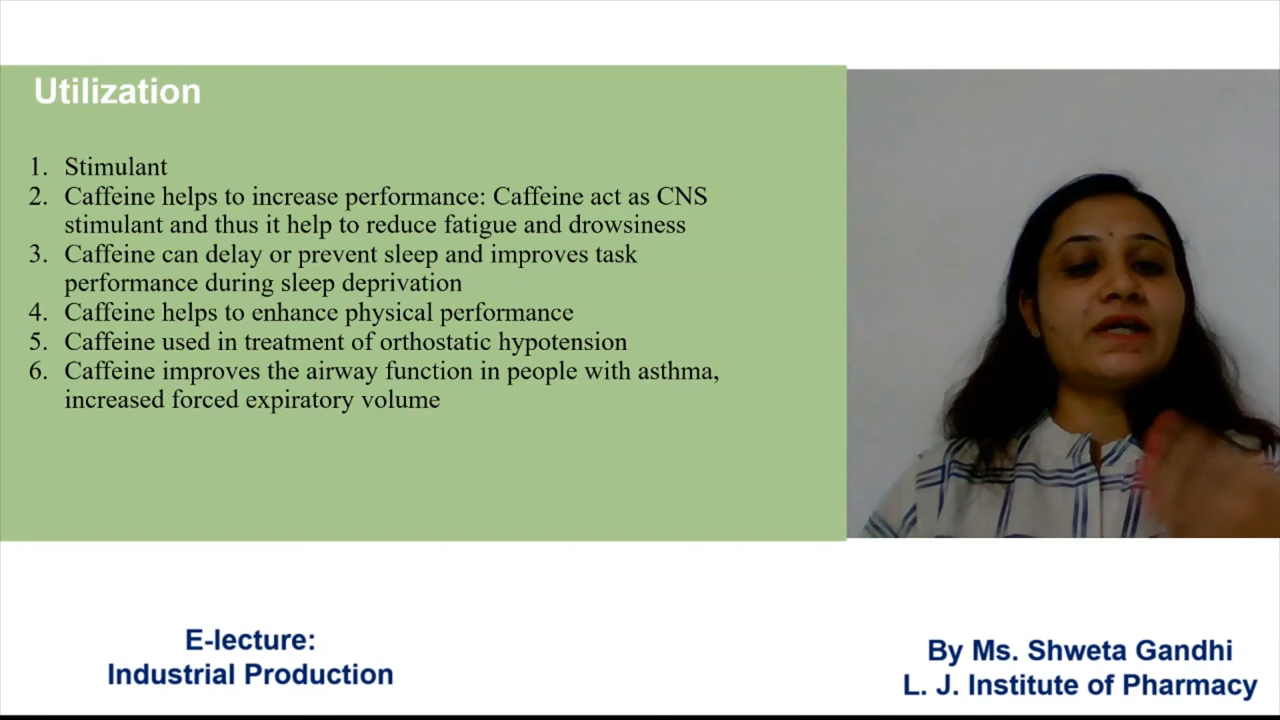 Utilization
1. Stimulant
2. Caffeine helps to increase performance: Caffeine act as CNS
stimulant and thus it help to reduce fatigue and drowsiness
3. Caffeine can delay or prevent sleep and improves task
performance during sleep deprivation
4. Caffeine helps to enhance physical performance
5. Caffeine used in treatment of orthostatic hypotension
6. Caffeine improves the airway function in people with asthma,
increased forced expiratory volume
E-lecture:
Industrial Production
By Ms. Shweta Gandhi
L. J. Institute of Pharmacy